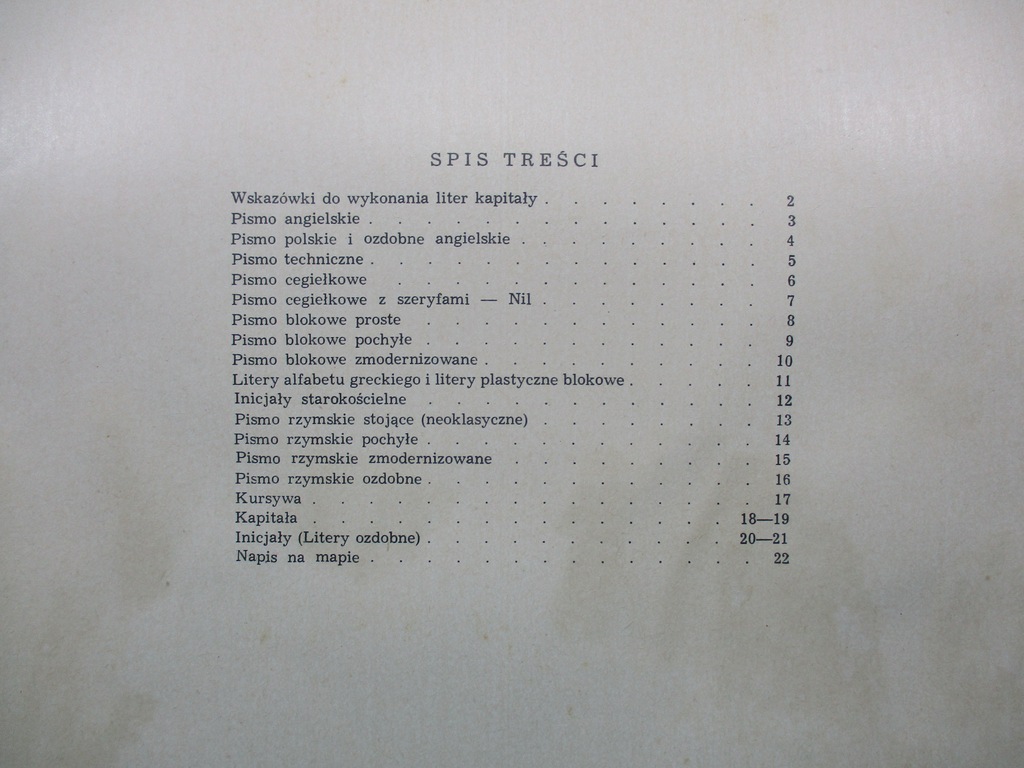 SPIS TREŚCI
Wskazówki do wykonania liter kapitały . . . . . . . . 2
Pismo angielskie . . . . . . . . . . . . . . 3
Pismo polskie i ozdobne angielskie . . . . . . . . . 4
Pismo techniczne . . . . . . . . . . . . . . 5
Pismo cegiełkowe . . . . . . . . . . . . . 6
Pismo cegiełkowe z szeryfami — Nil . . . . . . . . 7
Pismo blokowe proste . . . . . . . . . . . . 8
Pismo blokowe pochyłe . . . . . . . . . . . . 9
Pismo blokowe zmodernizowane . . . . . . . . . . 10
Litery alfabetu greckiego i litery plastyczne blokowe . . . . . 11
Inicjały starokościelne . . . . . . . . . . . . 12
Pismo rzymskie stojące (neoklasyczne) . . . . . . . . 13
Pismo rzymskie pochyłe . . . . . . . . . . . . 14
Pismo rzymskie zmodernizowane . . . . . . . . . 15
Pismo rzymskie ozdobne . . . . . . . . . . . . 16
Kursywa . . . . . . . . . . . . . . . . 17
Kapitała . . . . . . . . . . . . . . . 18—19
Inicjały (Litery ozdobne) . . . . . . . . . . . 20—21
Napis na mapie . . . . . . . . . . . . . . 22